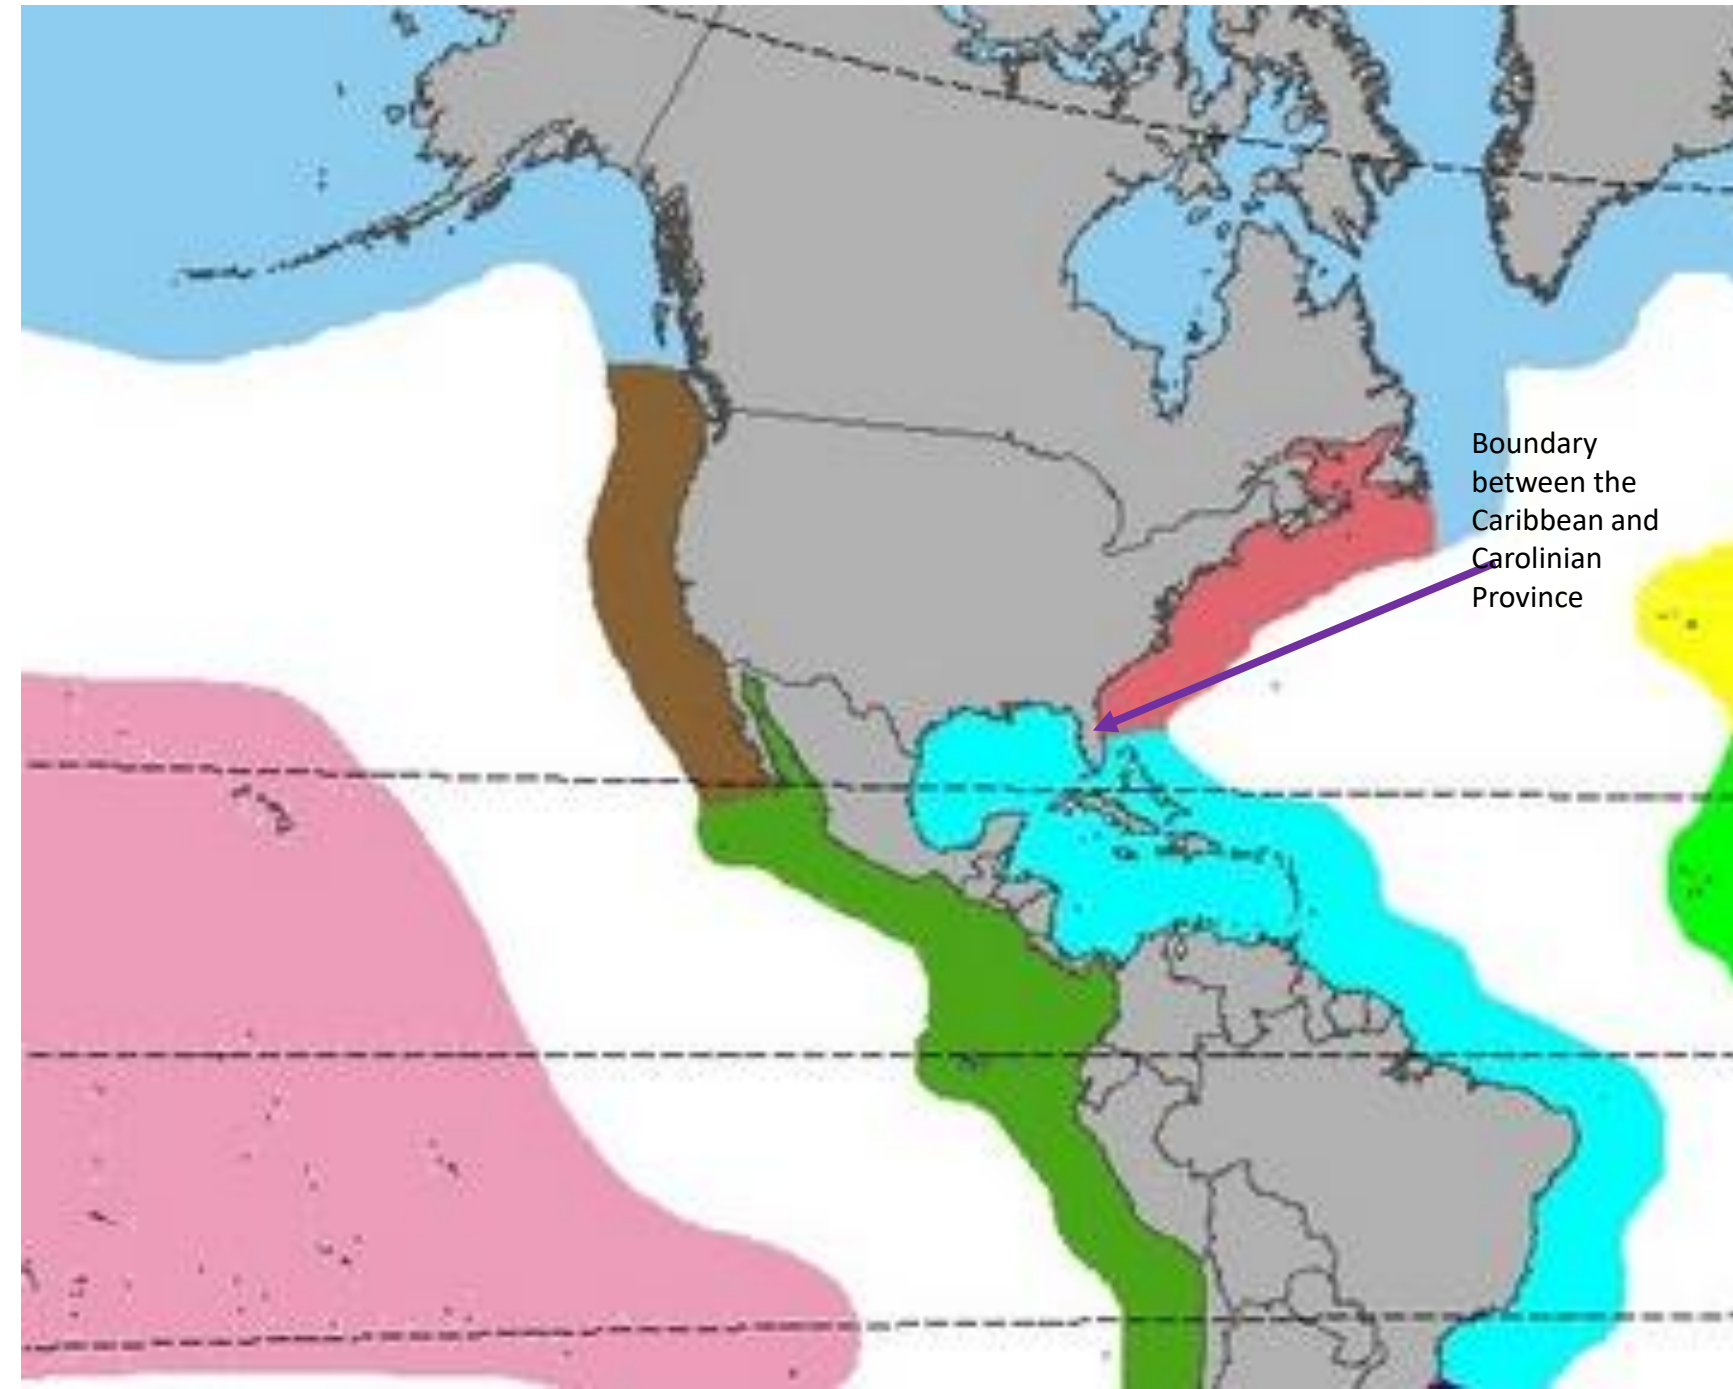 Boundary
between the
Caribbean and
Carolinian
Province